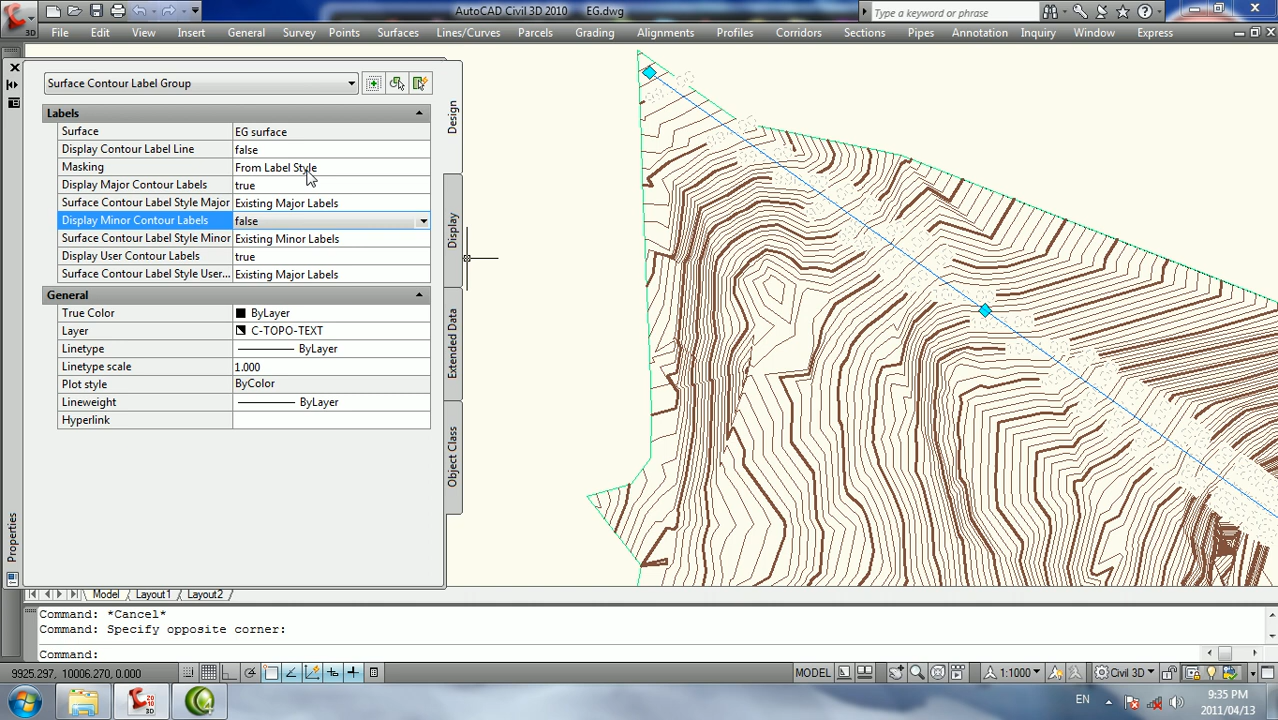 AutoCAD Civil 3D 2010 EG.dwg
Type a keyword or phrase
3D
File Edit View Insert General Survey Points Surfaces Lines/Curves Parcels Grading Alignments Profiles Corridors Sections Pipes Annotation Inquiry Window Express
Surface Contour Label Group
Labels
Surface EG surface
Display Contour Label Line false
Masking From Label Style
Display Major Contour Labels true
Surface Contour Label Style Major Existing Major Labels
Display Minor Contour Labels false
Surface Contour Label Style Minor Existing Minor Labels
Display User Contour Labels true
Surface Contour Label Style User... Existing Major Labels
General
True Color ByLayer
Layer C-TOPO-TEXT
Linetype ByLayer
Linetype scale 1.000
Plot style ByColor
Lineweight ByLayer
Hyperlink
Design
Display
Extended Data
Object Class
Properties
Model Layout1 Layout2
Command: *Cancel*
Command: Specify opposite corner:
Command:
9925.297, 10006.270, 0.000
MODEL
1:1000
Civil 3D
EN
9:35 PM
2011/04/13